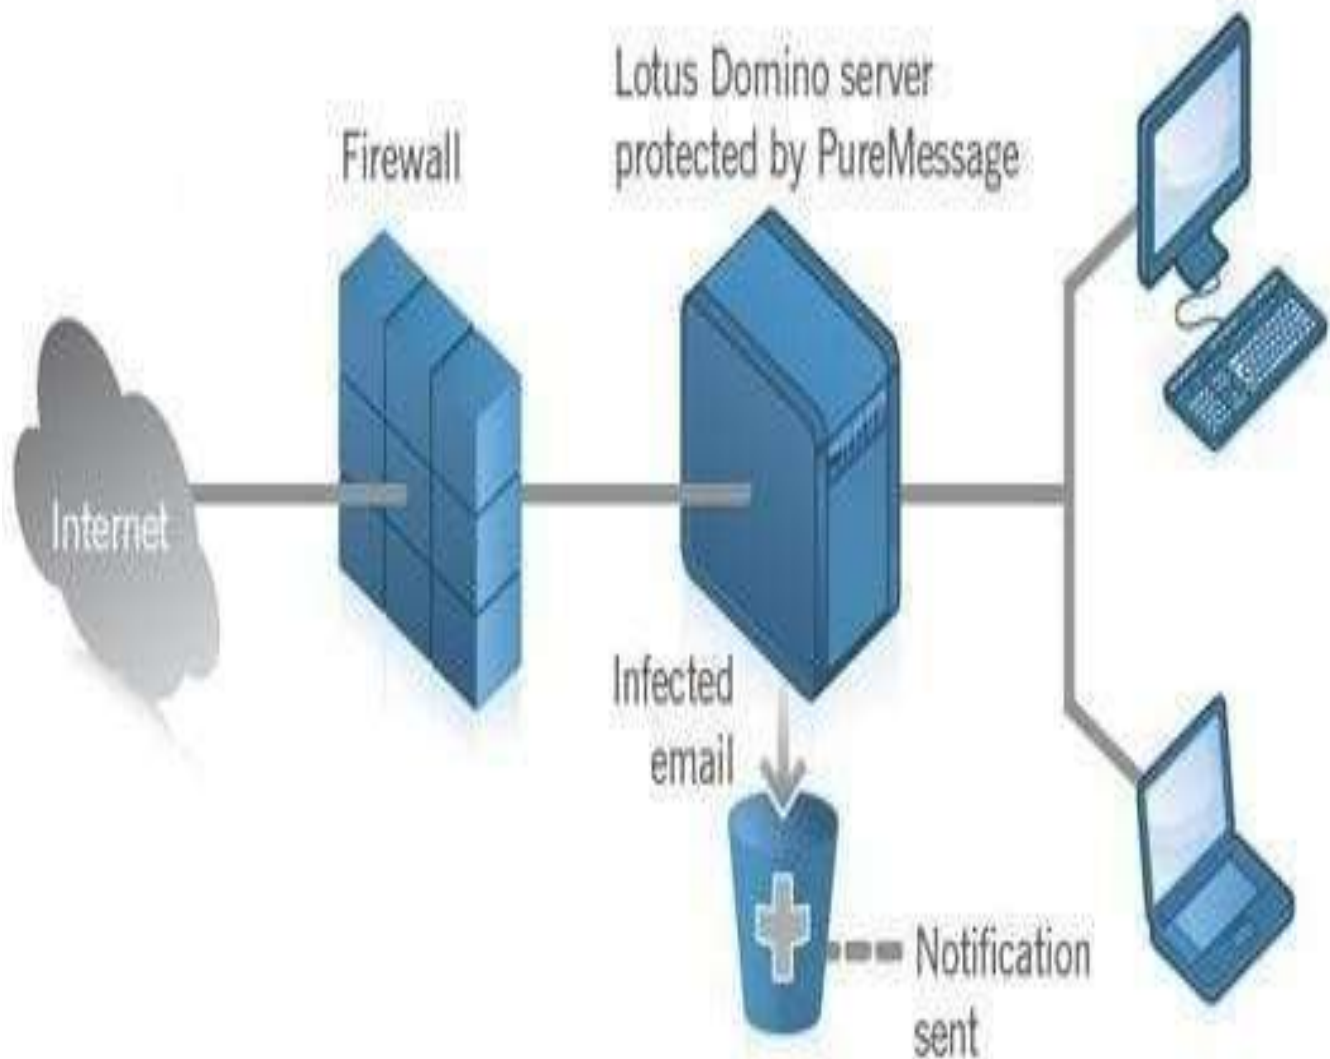 Lotus Domino server
protected by PureMessage
Firewall
Internet
Infected
email
Notification
sent